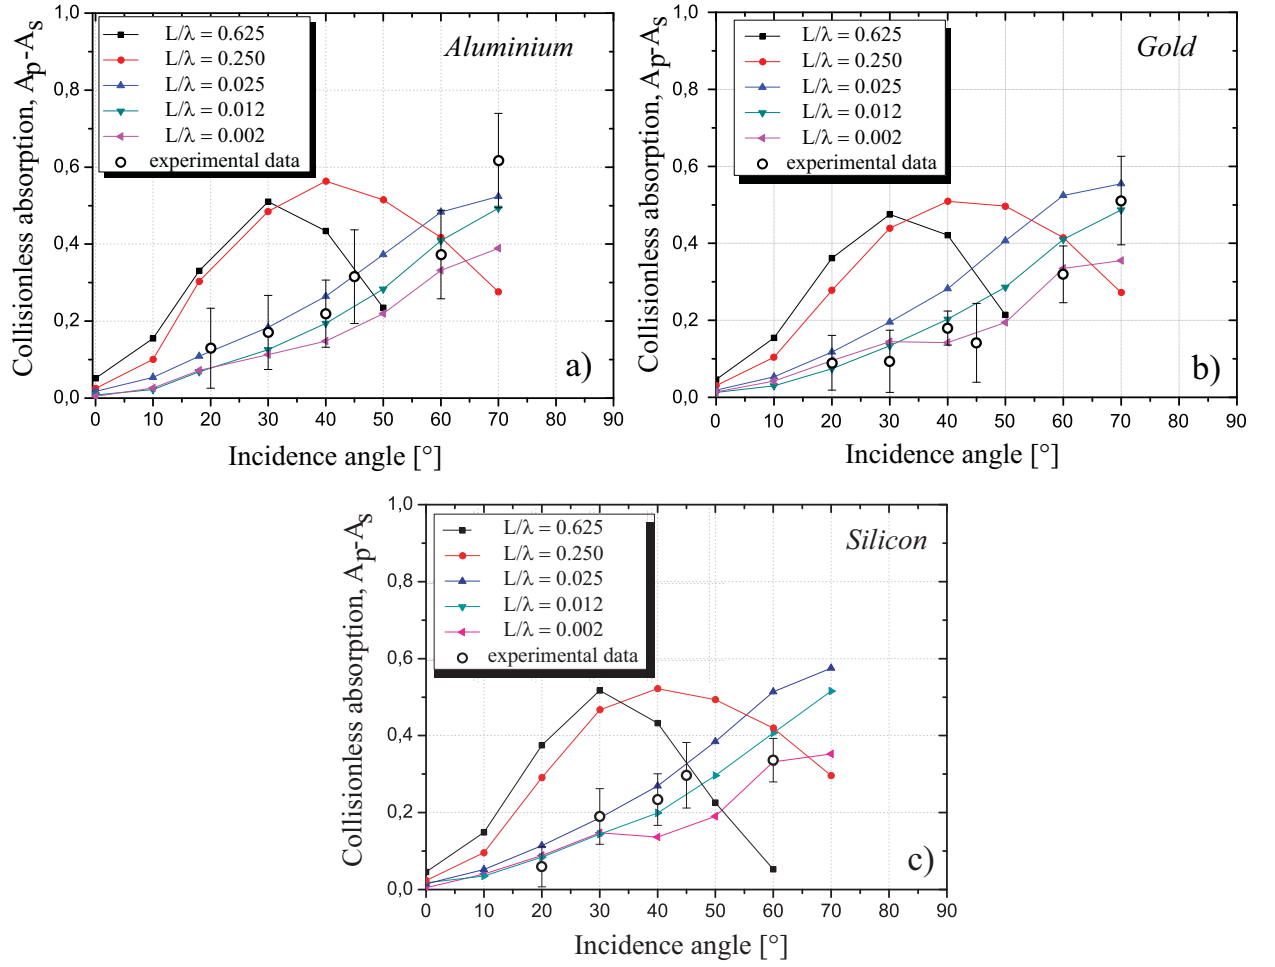 Collisionless absorption, Ap-As
1,0
0,8
0,6
0,4
0,2
0,0
L/λ = 0.625
L/λ = 0.250
L/λ = 0.025
L/λ = 0.012
L/λ = 0.002
experimental data
Aluminium
a)
0 10 20 30 40 50 60 70 80 90
Incidence angle [°]
Collisionless absorption, Ap-As
1,0
0,8
0,6
0,4
0,2
0,0
L/λ = 0.625
L/λ = 0.250
L/λ = 0.025
L/λ = 0.012
L/λ = 0.002
experimental data
Gold
b)
0 10 20 30 40 50 60 70 80 90
Incidence angle [°]
Collisionless absorption, Ap-As
1,0
0,8
0,6
0,4
0,2
0,0
L/λ = 0.625
L/λ = 0.250
L/λ = 0.025
L/λ = 0.012
L/λ = 0.002
experimental data
Silicon
c)
0 10 20 30 40 50 60 70 80 90
Incidence angle [°]